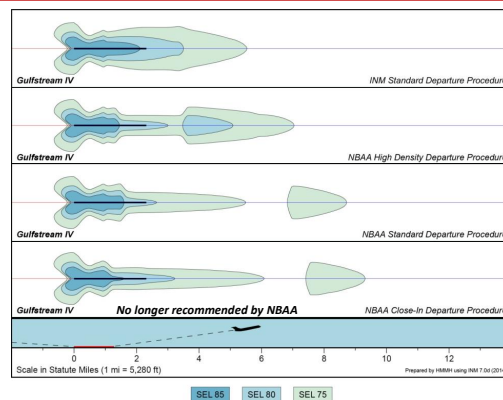 Gulfstream IV
INM Standard Departure Procedure
Gulfstream IV
NBAA High Density Departure Procedure
Gulfstream IV
NBAA Standard Departure Procedure
Gulfstream IV
No longer recommended by NBAA
NBAA Close-In Departure Procedure
0 2 4 6 8 10 12
Scale in Statute Miles (1 mi = 5,280 ft)
Prepared by HMMH using INM 7.0d (201
SEL 85 SEL 80 SEL 75